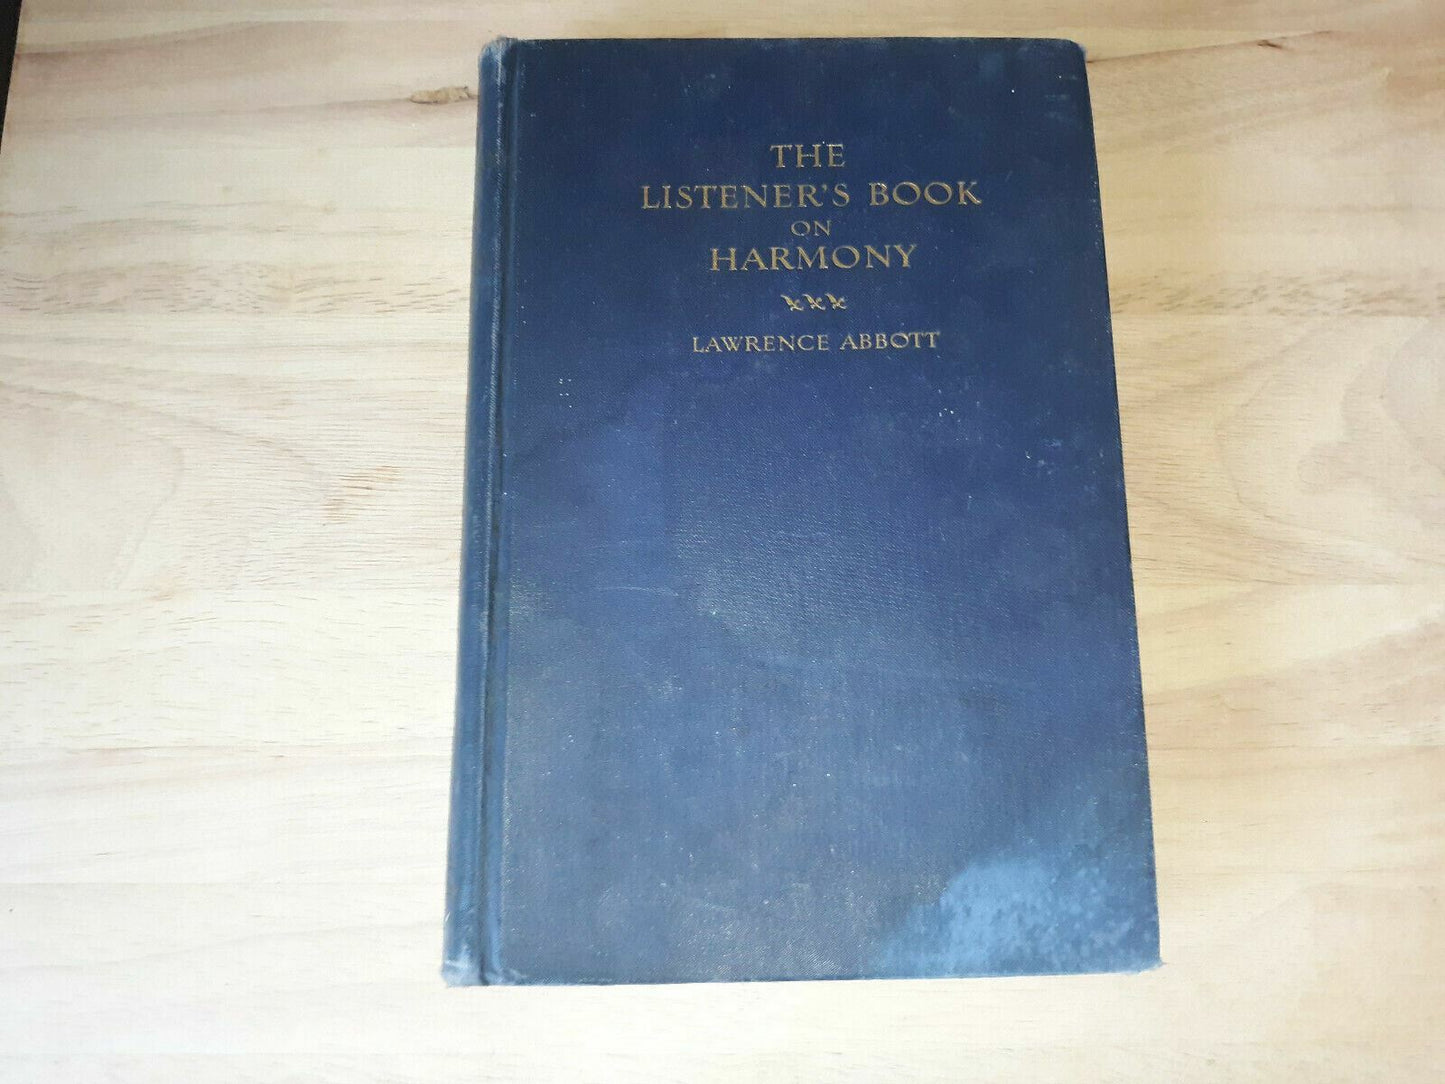 THE
LISTENER'S BOOK
ON
HARMONY
LAWRENCE ABBOTT